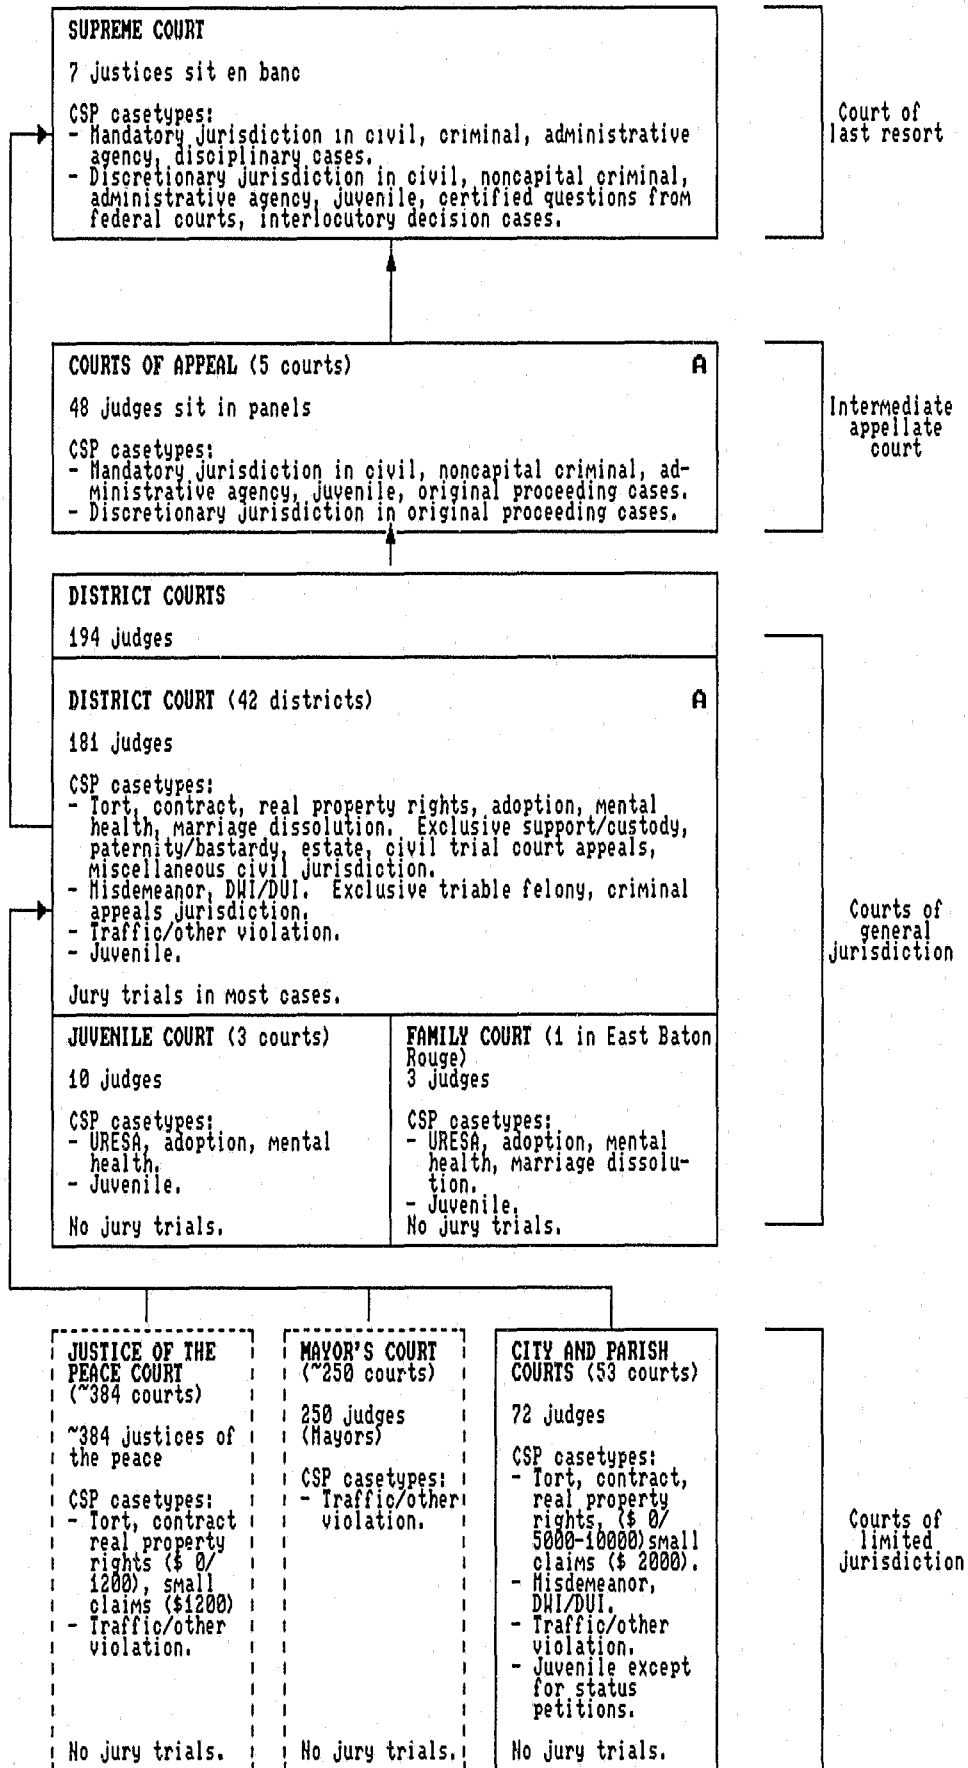 SUPREME COURT
7 justices sit en banc
CSP casetypes:
- Mandatory jurisdiction in civil, criminal, administrative
agency, disciplinary cases.
- Discretionary jurisdiction in civil, noncapital criminal,
administrative agency, juvenile, certified questions from
federal courts, interlocutory decision cases.
Court of
last resort
COURTS OF APPEAL (5 courts) A
48 judges sit in panels
CSP casetypes:
- Mandatory jurisdiction in civil, noncapital criminal, ad-
ministrative agency, juvenile, original proceeding cases.
- Discretionary jurisdiction in original proceeding cases.
Intermediate
appellate
court
DISTRICT COURTS
194 judges
DISTRICT COURT (42 districts) A
181 judges
CSP casetypes:
- Tort, contract, real property rights, adoption, mental
health, marriage dissolution. Exclusive support/custody,
paternity/bastardy, estate, civil trial court appeals,
miscellaneous civil jurisdiction.
- Misdemeanor, DWI/DUI. Exclusive triable felony, criminal
appeals jurisdiction.
- Traffic/other violation.
- Juvenile.
Jury trials in most cases.
JUVENILE COURT (3 courts)
10 judges
CSP casetypes:
- URESA, adoption, mental
health.
- Juvenile.
No jury trials.
FAMILY COURT (1 in East Baton
Rouge)
3 judges
CSP casetypes:
- URESA, adoption, mental
health, marriage dissolu-
tion.
- Juvenile.
No jury trials.
Courts of
general
jurisdiction
JUSTICE OF THE
PEACE COURT
(~384 courts)
~384 justices of
the peace
CSP casetypes:
- Tort, contract
real property
rights ($ 0/
1200), small
claims ($1200)
- Traffic/other
violation.
No jury trials.
MAYOR'S COURT
(~250 courts)
250 judges
(Mayors)
CSP casetypes:
- Traffic/other
violation.
No jury trials.
CITY AND PARISH
COURTS (53 courts)
72 judges
CSP casetypes:
- Tort, contract,
real property
rights, ($ 0/
5000-10000)small
claims ($ 2000).
- Misdemeanor,
DWI/DUI.
- Traffic/other
violation.
- Juvenile except
for status
petitions.
No jury trials.
Courts of
limited
jurisdiction